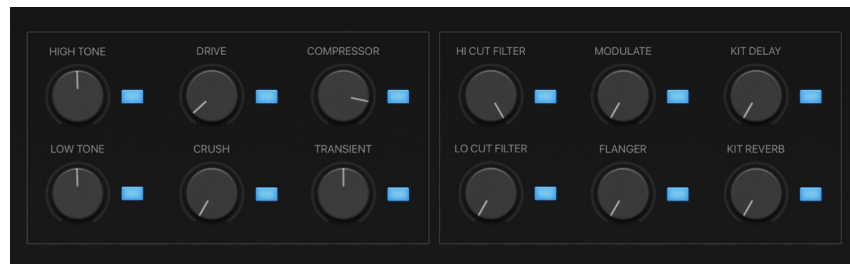 HIGH TONE
DRIVE
COMPRESSOR
HI CUT FILTER
MODULATE
KIT DELAY
LOW TONE
CRUSH
TRANSIENT
LO CUT FILTER
FLANGER
KIT REVERB